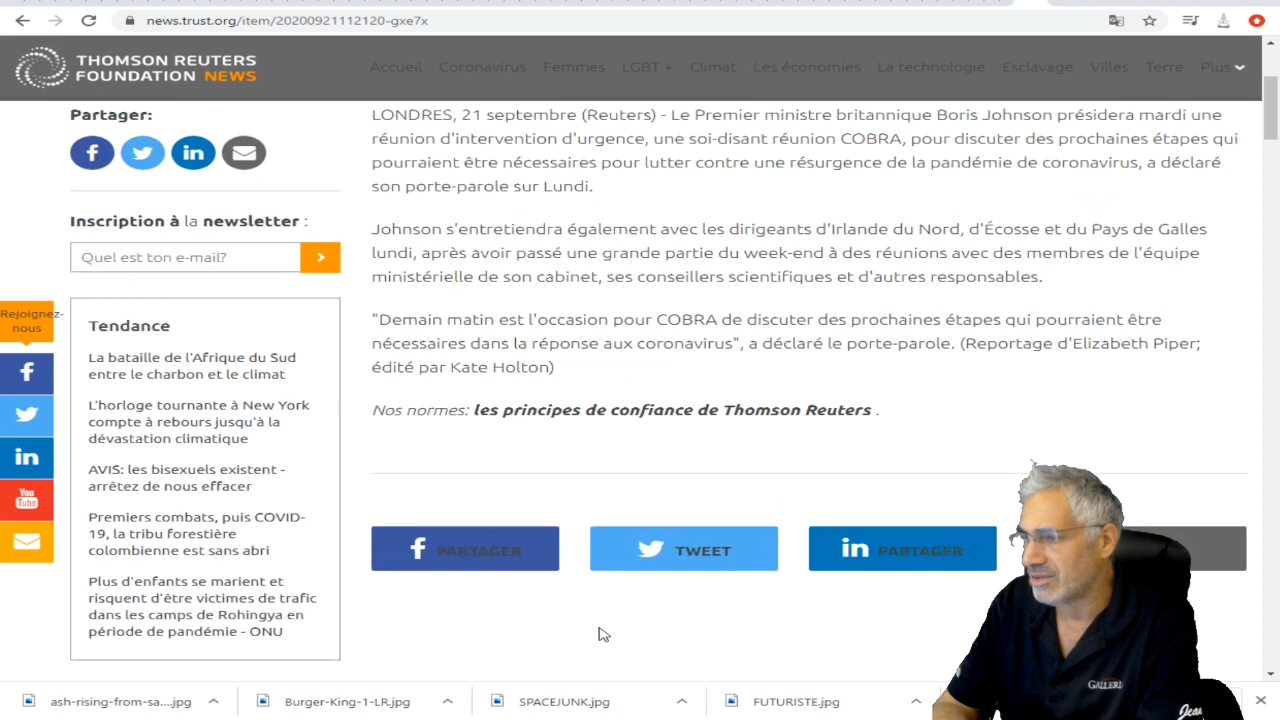 news.trust.org/item/20200921112120-gxe7x
THOMSON REUTERS
FOUNDATION NEWS
Accueil Coronavirus Femmes LGBT + Climat Les économies La technologie Esclavage Villes Terre Plus
Partager:
Inscription à la newsletter :
Quel est ton e-mail?
>
Rejoignez-
nous
You
Tube
Tendance
La bataille de l'Afrique du Sud
entre le charbon et le climat
L'horloge tournante à New York
compte à rebours jusqu'à la
dévastation climatique
AVIS: les bisexuels existent -
arrêtez de nous effacer
Premiers combats, puis COVID-
19, la tribu forestière
colombienne est sans abri
Plus d'enfants se marient et
risquent d'être victimes de trafic
dans les camps de Rohingya en
période de pandémie - ONU
LONDRES, 21 septembre (Reuters) - Le Premier ministre britannique Boris Johnson présidera mardi une
réunion d'intervention d'urgence, une soi-disant réunion COBRA, pour discuter des prochaines étapes qui
pourraient être nécessaires pour lutter contre une résurgence de la pandémie de coronavirus, a déclaré
son porte-parole sur Lundi.
Johnson s'entretiendra également avec les dirigeants d'Irlande du Nord, d'Écosse et du Pays de Galles
lundi, après avoir passé une grande partie du week-end à des réunions avec des membres de l'équipe
ministérielle de son cabinet, ses conseillers scientifiques et d'autres responsables.
"Demain matin est l'occasion pour COBRA de discuter des prochaines étapes qui pourraient être
nécessaires dans la réponse aux coronavirus", a déclaré le porte-parole. (Reportage d'Elizabeth Piper;
édité par Kate Holton)
Nos normes: les principes de confiance de Thomson Reuters .
PARTAGER
TWEET
PARTAGER
GALLERI
Jean
ash-rising-from-sa....jpg
Burger-King-1-LR.jpg
SPACEJUNK.jpg
FUTURISTE.jpg